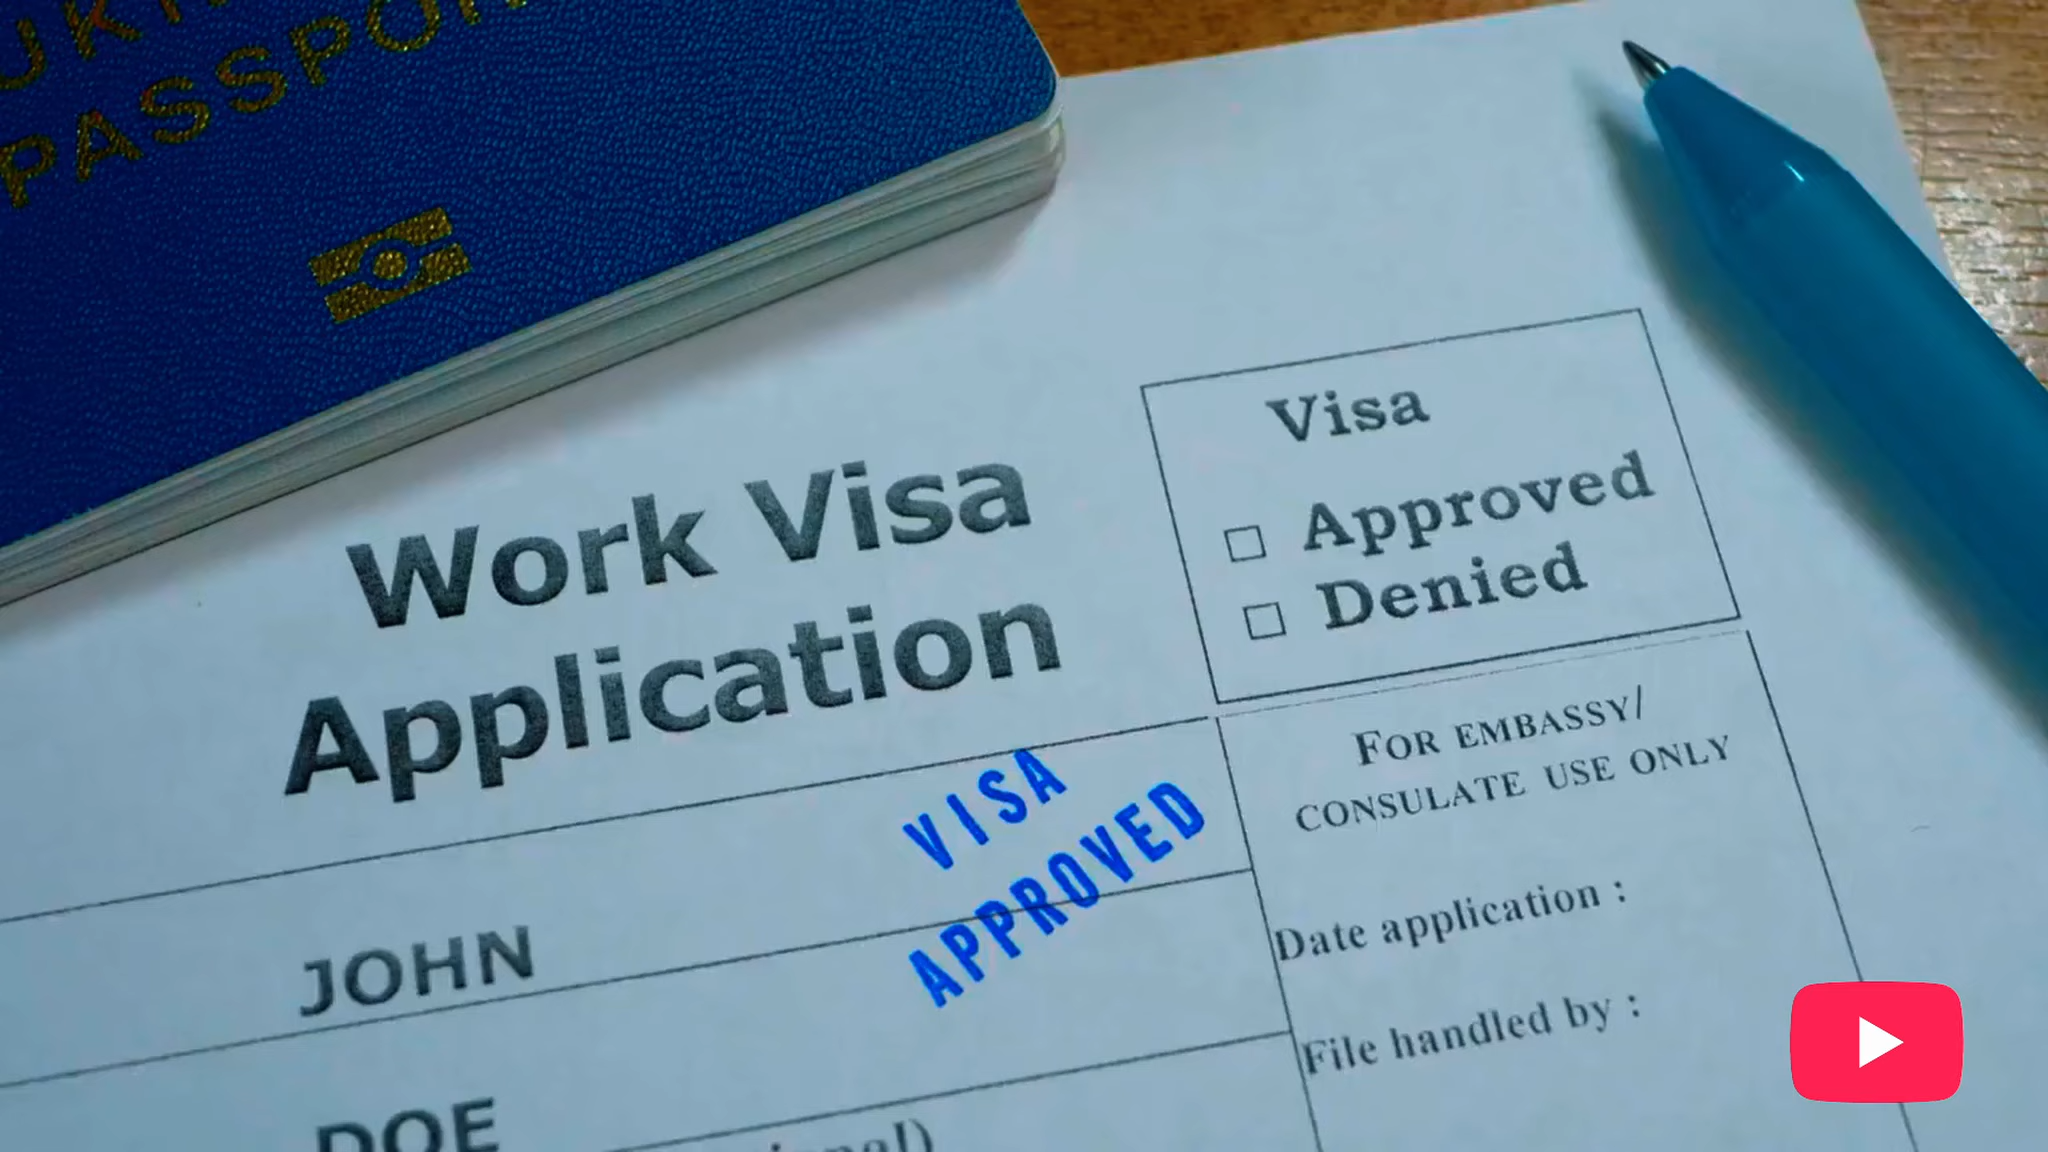 PASSPOR
Work Visa
Application
Visa
Approved
Denied
FOR EMBASSY/
CONSULATE USE ONLY
VISA
APPROVED
Date application :
File handled by :
JOHN
DOE